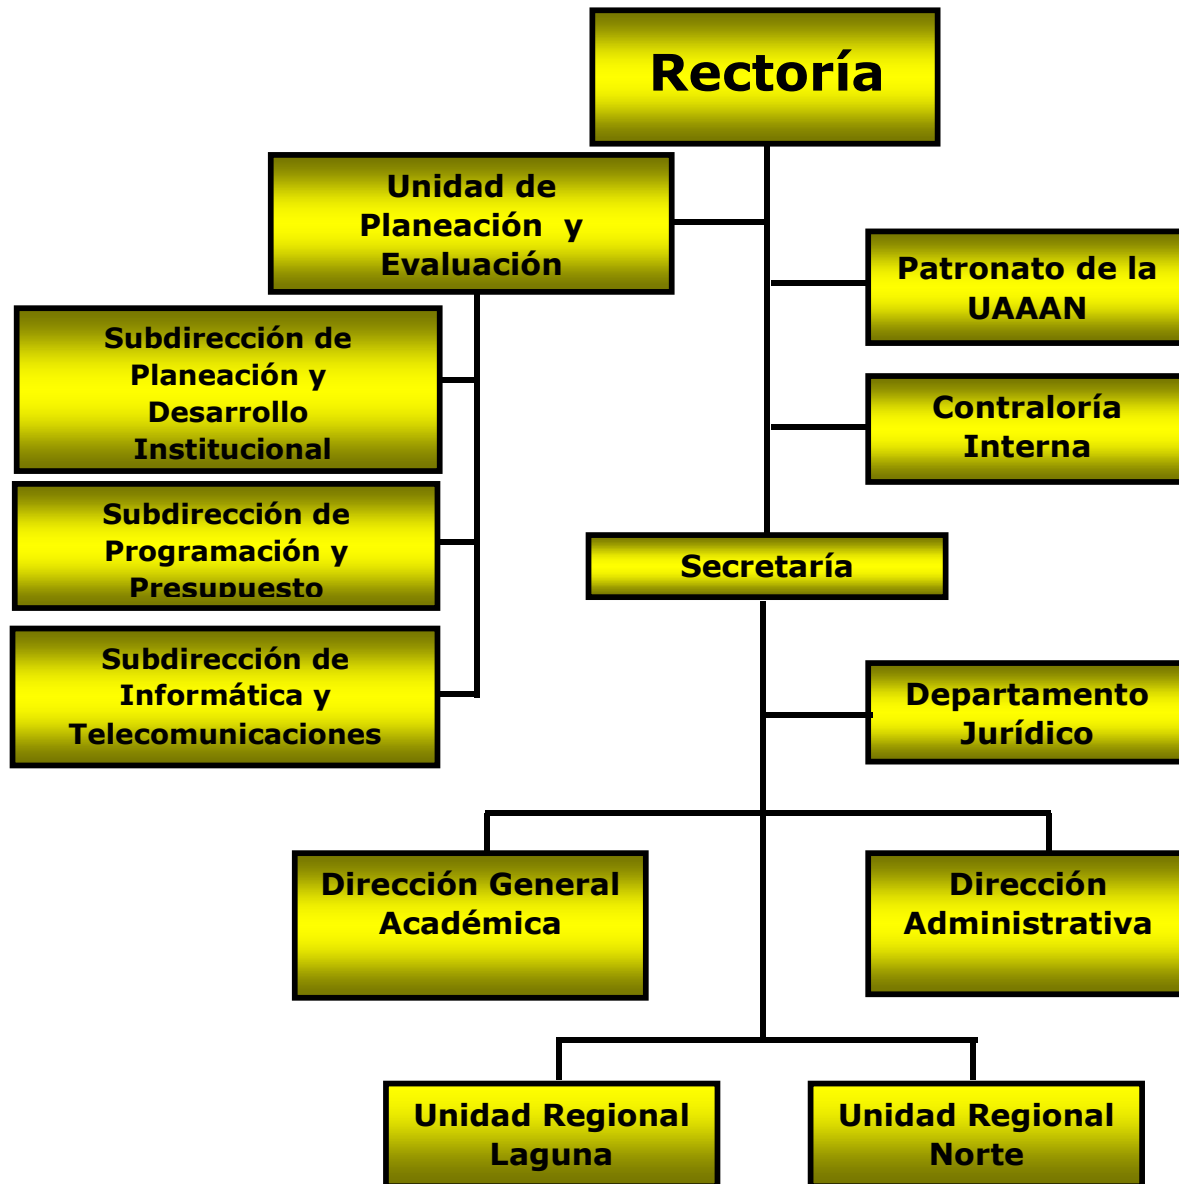 Rectoría
Unidad de
Planeación y
Evaluación
Patronato de la
UAAAN
Subdirección de
Planeación y
Desarrollo
Institucional
Contraloría
Interna
Subdirección de
Programación y
Presupuesto
Secretaría
Subdirección de
Informática y
Telecomunicaciones
Departamento
Jurídico
Dirección General
Académica
Dirección
Administrativa
Unidad Regional
Laguna
Unidad Regional
Norte